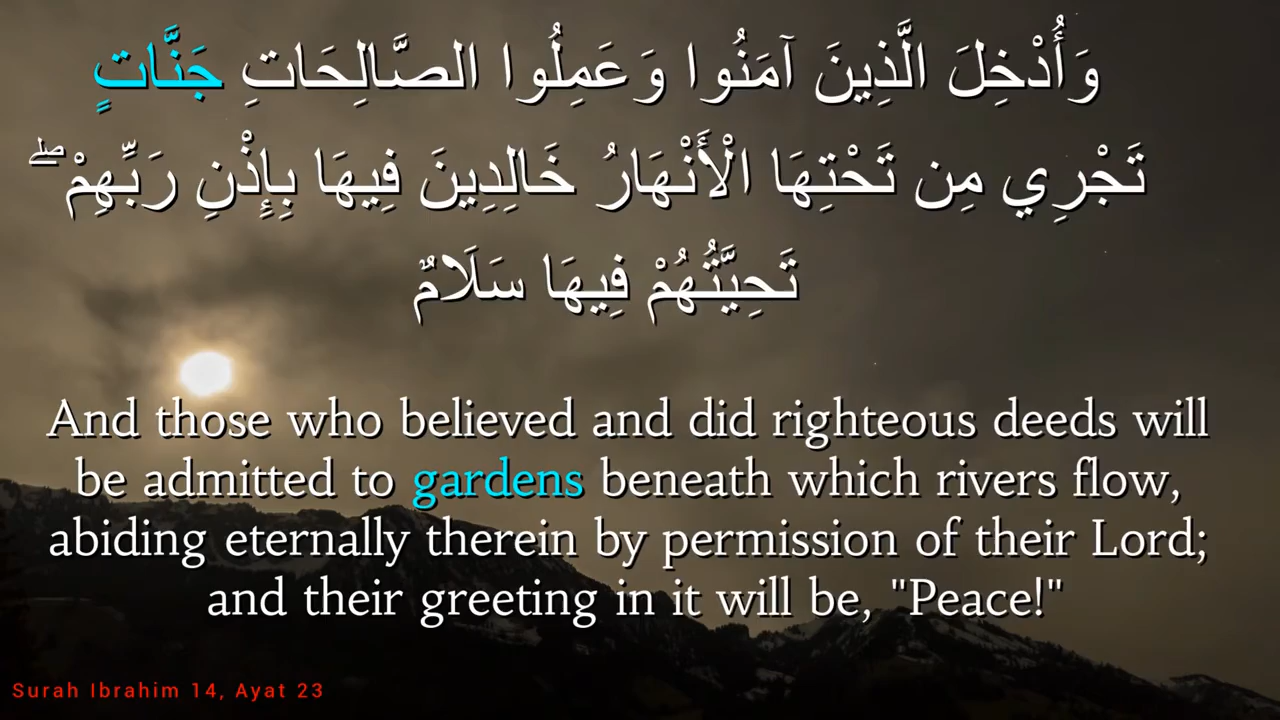 وَأُدْخِلَ الَّذِينَ آمَنُوا وَعَمِلُوا الصَّالِحَاتِ جَنَّاتٍ
تَجْرِي مِن تَحْتِهَا الْأَنْهَارُ خَالِدِينَ فِيهَا بِإِذْنِ رَبِّهِمْ ۖ
تَحِيَّتُهُمْ فِيهَا سَلَامٌ
And those who believed and did righteous deeds will
be admitted to gardens beneath which rivers flow,
abiding eternally therein by permission of their Lord;
and their greeting in it will be, "Peace!"
Surah Ibrahim 14, Ayat 23